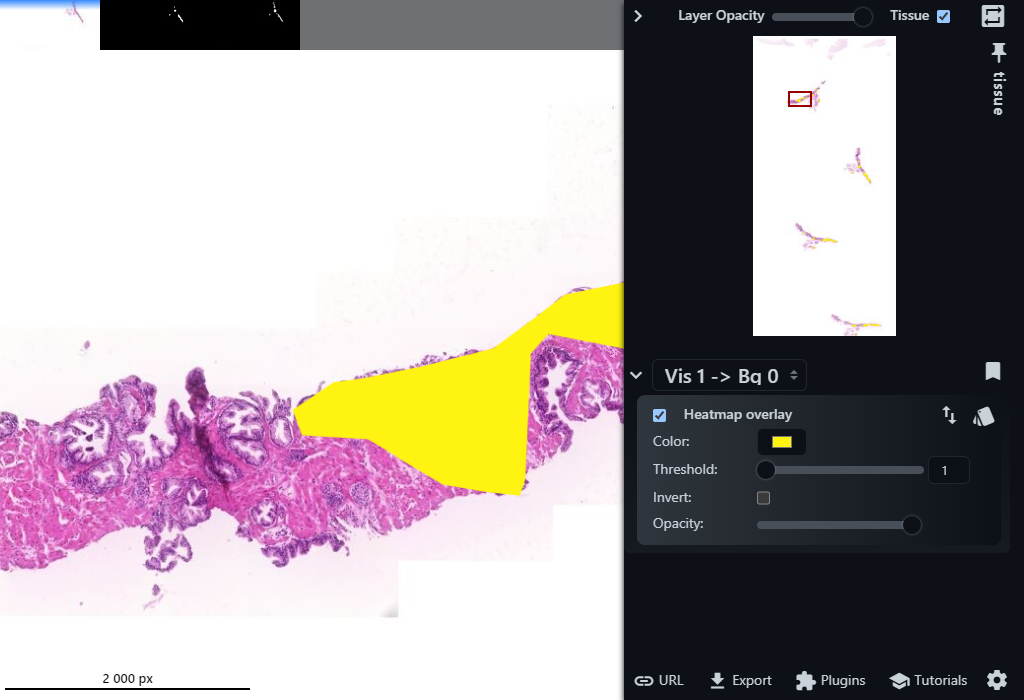 Layer Opacity
Tissue
tissue
Vis 1 -> Bg 0
Heatmap overlay
Color:
Threshold:
1
Invert:
Opacity:
2 000 px
URL
Export
Plugins
Tutorials